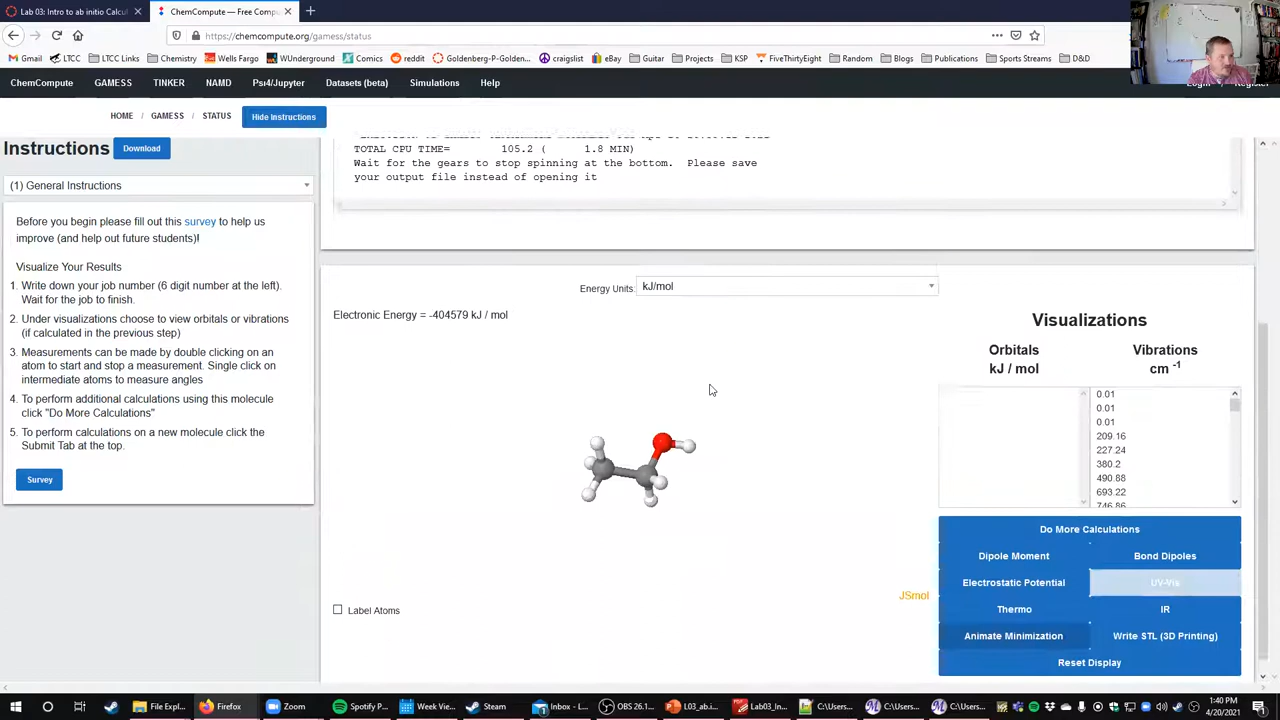 Lab 03: Intro to ab initio Calcul
ChemCompute — Free Compu
https://chemcompute.org/gamess/status
Gmail LTCC LTCC Links Chemistry Wells Fargo WUnderground Comics reddit Goldenberg-P-Golden... craigslist eBay Guitar Projects KSP FiveThirtyEight Random Blogs Publications Sports Streams D&D
ChemCompute GAMESS TINKER NAMD Psi4/Jupyter Datasets (beta) Simulations Help
HOME GAMESS STATUS Hide Instructions
Instructions Download
(1) General Instructions
Before you begin please fill out this survey to help us
improve (and help out future students)!
Visualize Your Results
1. Write down your job number (6 digit number at the left).
Wait for the job to finish.
2. Under visualizations choose to view orbitals or vibrations
(if calculated in the previous step)
3. Measurements can be made by double clicking on an
atom to start and stop a measurement. Single click on
intermediate atoms to measure angles
4. To perform additional calculations using this molecule
click "Do More Calculations"
5. To perform calculations on a new molecule click the
Submit Tab at the top.
Survey
TOTAL CPU TIME= 105.2 ( 1.8 MIN)
Wait for the gears to stop spinning at the bottom. Please save
your output file instead of opening it
Energy Units: kJ/mol
Electronic Energy = -404579 kJ / mol
JSmol
Label Atoms
Visualizations
Orbitals
kJ / mol
Vibrations
cm -1
0.01
0.01
0.01
209.16
227.24
380.2
490.88
693.22
746.86
Do More Calculations
Dipole Moment Bond Dipoles
Electrostatic Potential UV-Vis
Thermo IR
Animate Minimization Write STL (3D Printing)
Reset Display
File Expl... Firefox Zoom Spotify P... Week Vie... Steam Inbox - l... OBS 26.1... L03_ab.i... Lab03_In... C:\Users... C:\Users... C:\Users...
1:40 PM
4/20/2021